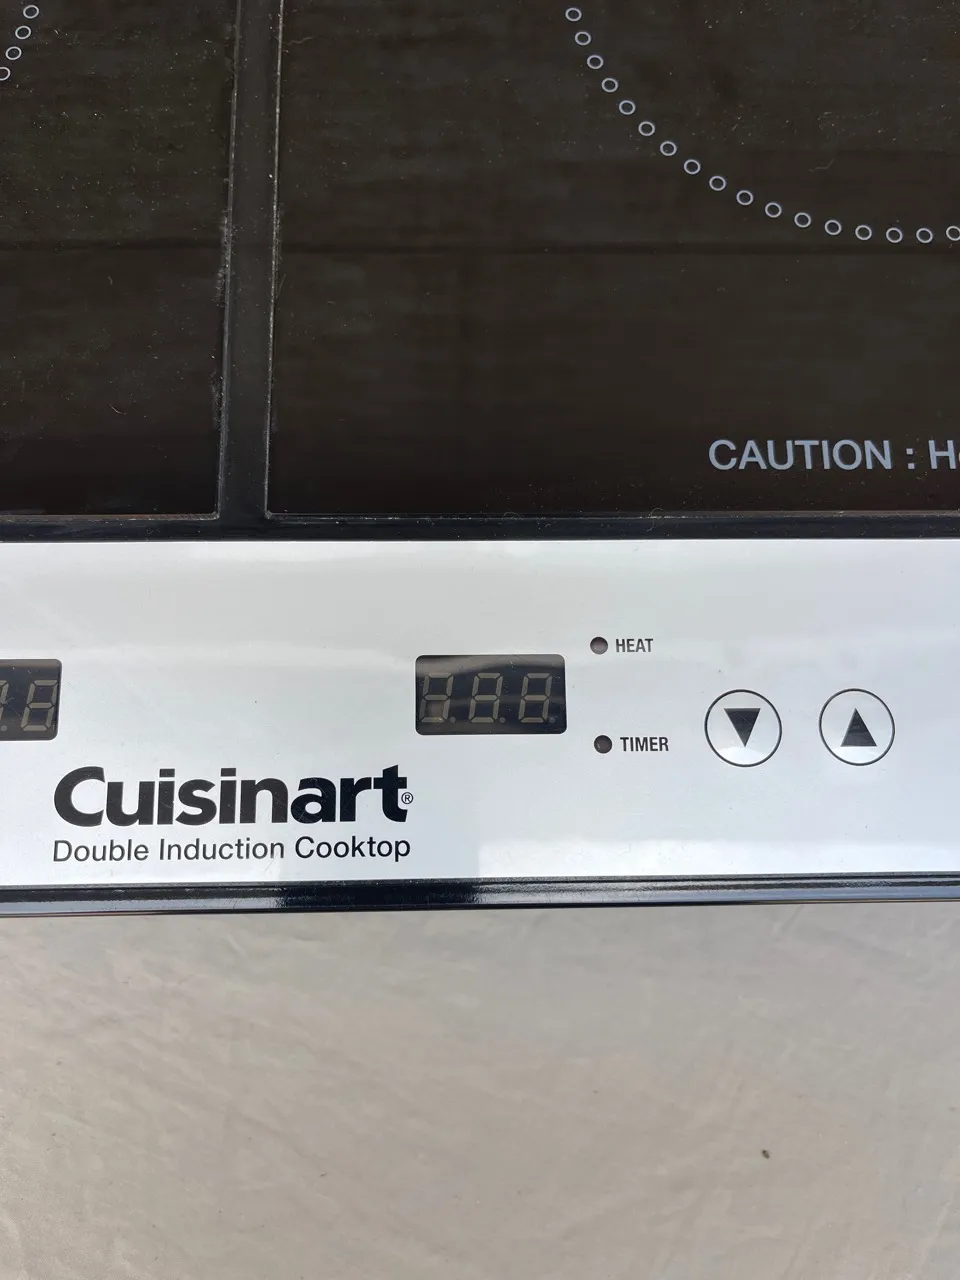 CAUTION : H
HEAT
TIMER
Cuisinart®
Double Induction Cooktop